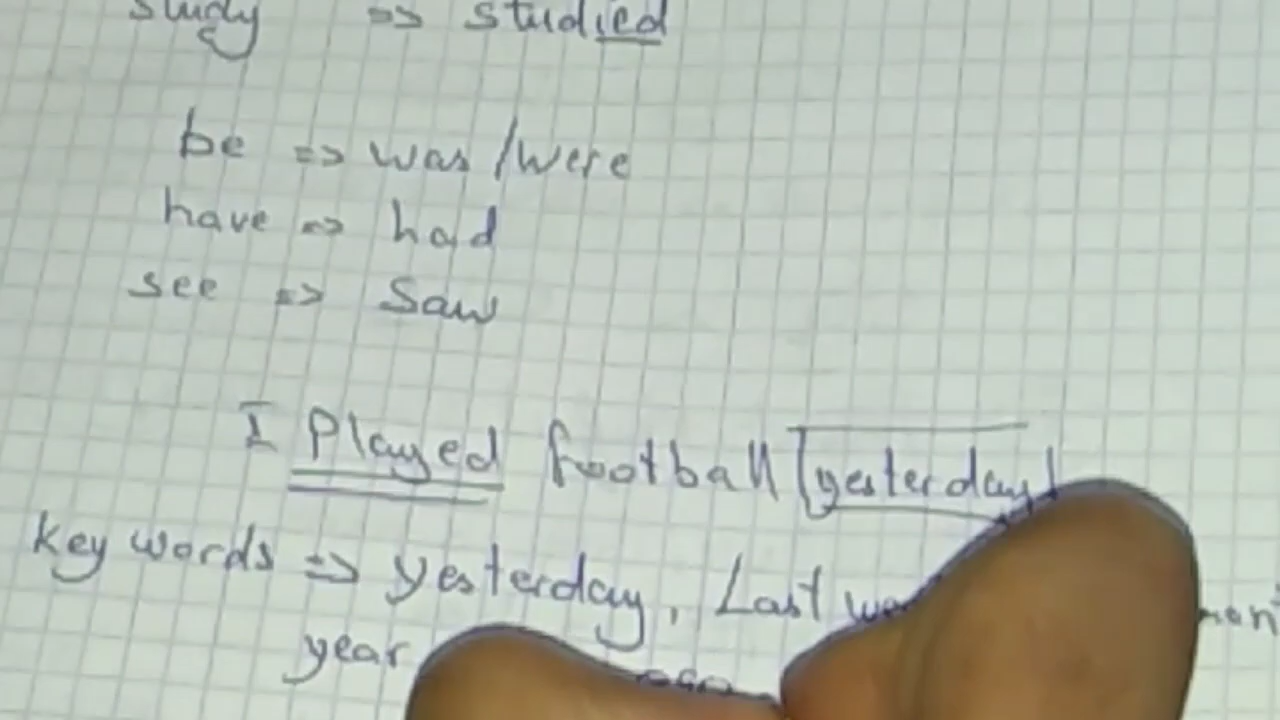 study => studied
be => was / were
have => had
see => saw
I Played football [yesterday]
key words => yesterday, Last
year